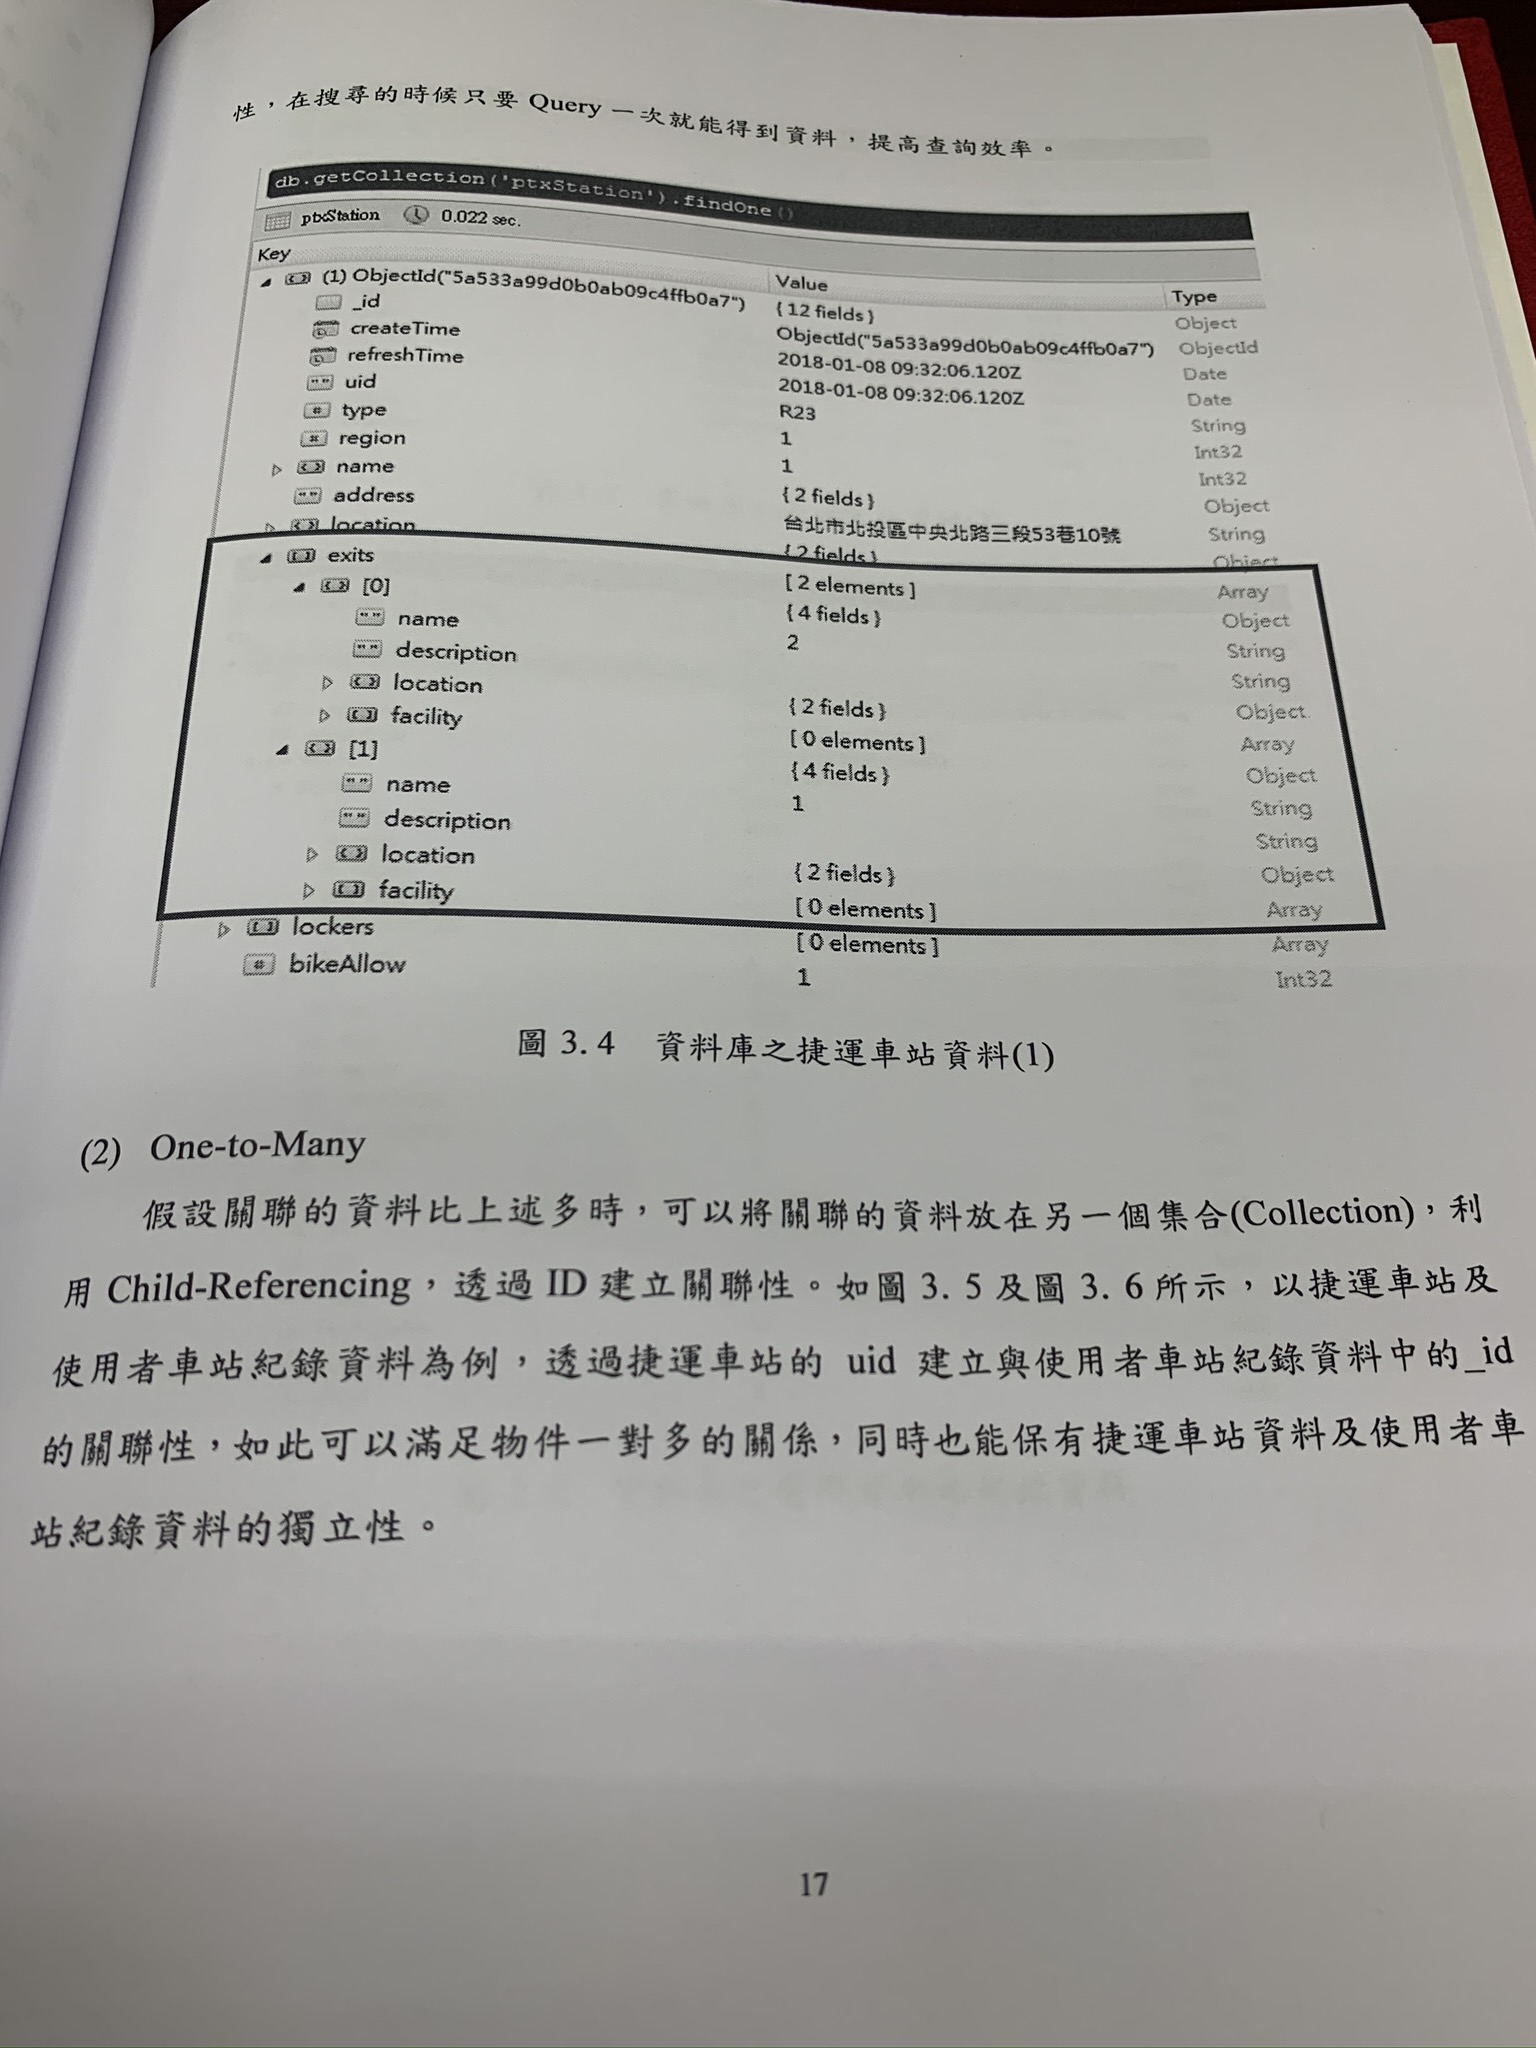 性，在搜尋的時候只要 Query 一次就能得到資料，提高查詢效率。
db.getCollection('ptxStation').findOne()
ptxStation 0.022 sec.
Key Value Type
(1) ObjectId("5a533a99d0b0ab09c4ffb0a7") { 12 fields } Object
_id ObjectId("5a533a99d0b0ab09c4ffb0a7") ObjectId
createTime 2018-01-08 09:32:06.120Z Date
refreshTime 2018-01-08 09:32:06.120Z Date
uid R23 String
type 1 Int32
region 1 Int32
name { 2 fields } Object
address 台北市北投區中央北路三段53巷10號 String
location { 2 fields } Object
exits [ 2 elements ] Array
[0] { 4 fields } Object
name 2 String
description String
location { 2 fields } Object
facility [ 0 elements ] Array
[1] { 4 fields } Object
name 1 String
description String
location { 2 fields } Object
facility [ 0 elements ] Array
lockers [ 0 elements ] Array
bikeAllow 1 Int32
圖 3.4 資料庫之捷運車站資料(1)
(2) One-to-Many
假設關聯的資料比上述多時，可以將關聯的資料放在另一個集合(Collection)，利
用 Child-Referencing，透過 ID 建立關聯性。如圖 3.5 及圖 3.6 所示，以捷運車站及
使用者車站紀錄資料為例，透過捷運車站的 uid 建立與使用者車站紀錄資料中的_id
的關聯性，如此可以滿足物件一對多的關係，同時也能保有捷運車站資料及使用者車
站紀錄資料的獨立性。
17